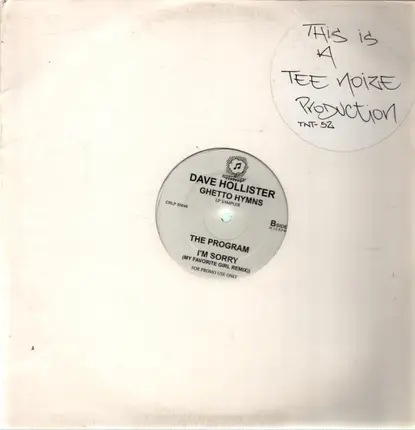 THis is
A
TEE NOIZE
PRODUCTION
TNT-52
DAVE HOLLISTER
GHETTO HYMNS
LP SAMPLER
B SIDE
THE PROGRAM
I'M SORRY
(MY FAVORITE GIRL REMIX)
FOR PROMO USE ONLY